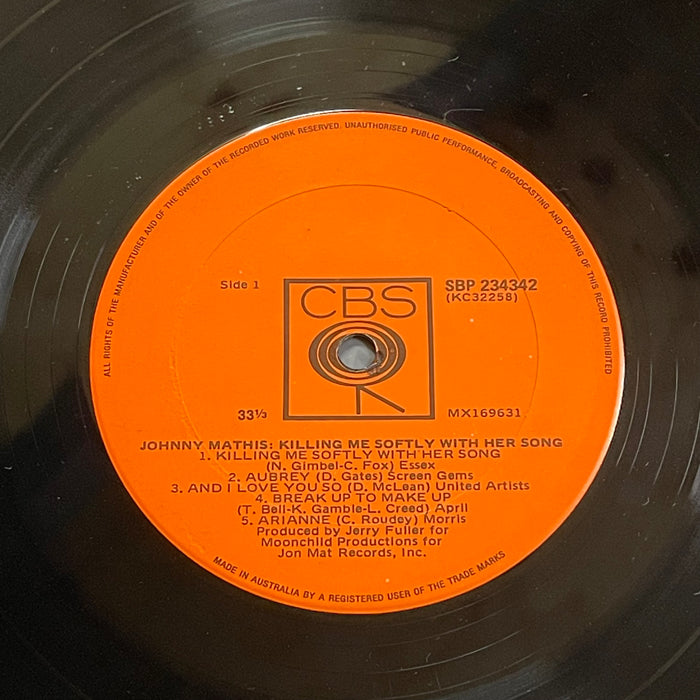 ALL RIGHTS OF THE MANUFACTURER AND OF THE OWNER OF THE RECORDED WORK RESERVED. UNAUTHORISED PUBLIC PERFORMANCE, BROADCASTING AND COPYING OF THIS RECORD PROHIBITED
Side 1
SBP 234342
(KC32258)
CBS
33⅓
MX169631
JOHNNY MATHIS: KILLING ME SOFTLY WITH HER SONG
1. KILLING ME SOFTLY WITH HER SONG
(N. Gimbel-C. Fox) Essex
2. AUBREY (D. Gates) Screen Gems
3. AND I LOVE YOU SO (D. McLean) United Artists
4. BREAK UP TO MAKE UP
(T. Bell-K. Gamble-L. Creed) April
5. ARIANNE (C. Roudey) Morris
Produced by Jerry Fuller for
Moonchild Productions for
Jon Mat Records, Inc.
MADE IN AUSTRALIA BY A REGISTERED USER OF THE TRADE MARKS